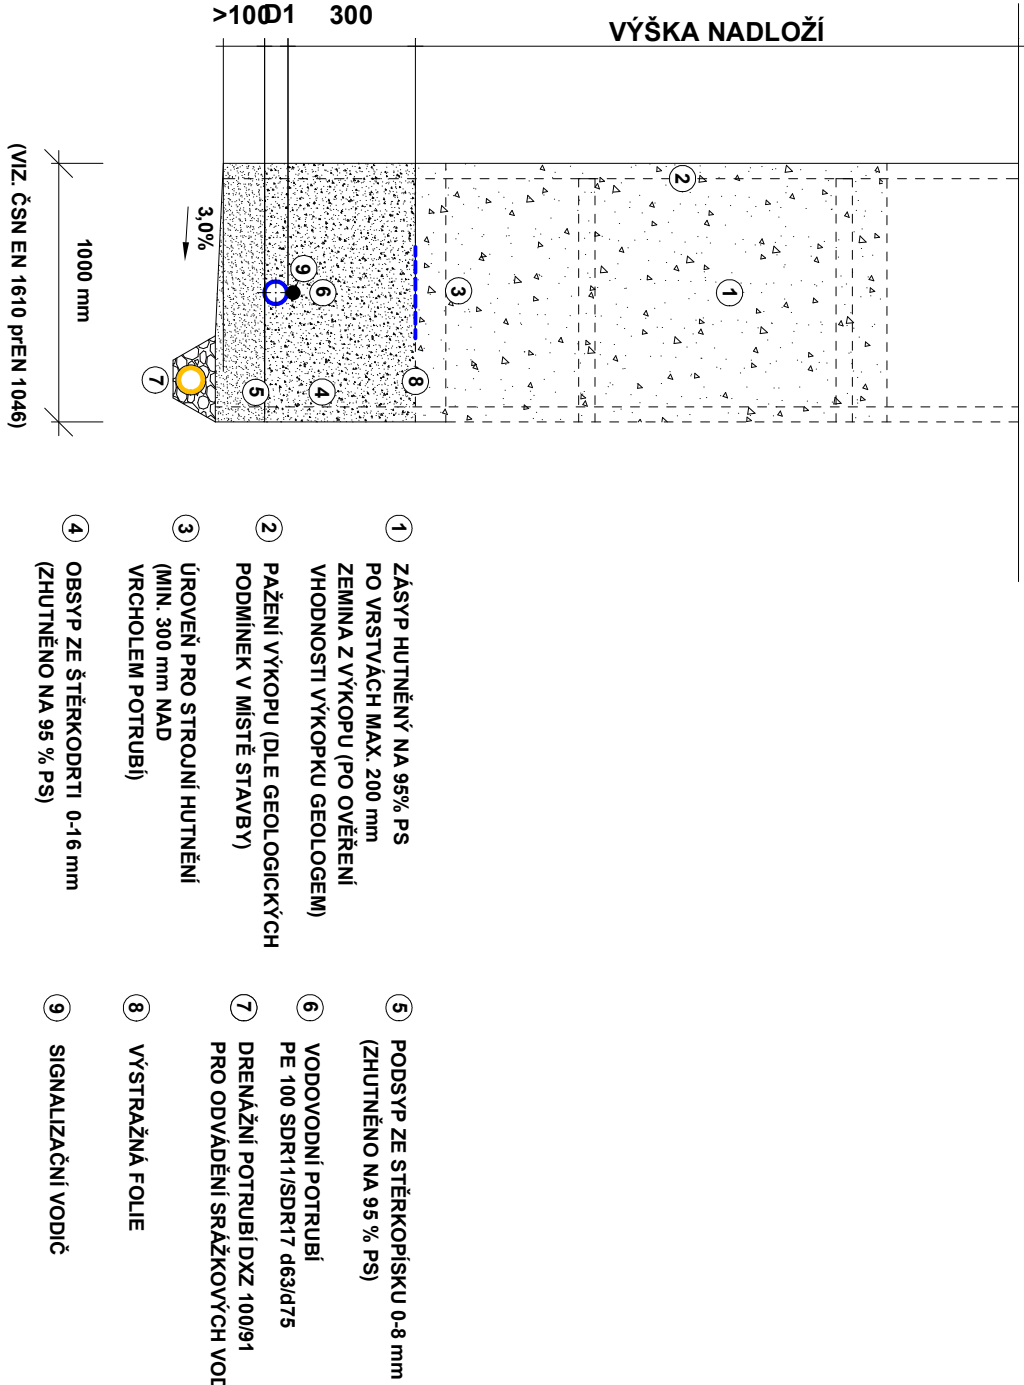 >100
D1
300
VÝŠKA NADLOŽÍ
2
1
3
9
6
8
4
5
7
3,0%
1000 mm
(VIZ. ČSN EN 1610 prEN 1046)
1 ZÁSYP HUTNĚNÝ NA 95% PS
PO VRSTVÁCH MAX. 200 mm
ZEMINA Z VÝKOPU (PO OVĚŘENÍ
VHODNOSTI VÝKOPKU GEOLOGEM)
2 PAŽENÍ VÝKOPU (DLE GEOLOGICKÝCH
PODMÍNEK V MÍSTĚ STAVBY)
3 ÚROVEŇ PRO STROJNÍ HUTNĚNÍ
(MIN. 300 mm NAD
VRCHOLEM POTRUBÍ)
4 OBSYP ZE ŠTĚRKODRTI 0-16 mm
(ZHUTNĚNO NA 95 % PS)
5 PODSYP ZE STĚRKOPÍSKU 0-8 mm
(ZHUTNĚNO NA 95 % PS)
6 VODOVODNÍ POTRUBÍ
PE 100 SDR11/SDR17 d63/d75
7 DRENÁŽNÍ POTRUBÍ DXZ 100/91
PRO ODVÁDĚNÍ SRÁŽKOVÝCH VOD
8 VÝSTRAŽNÁ FOLIE
9 SIGNALIZAČNÍ VODIČ